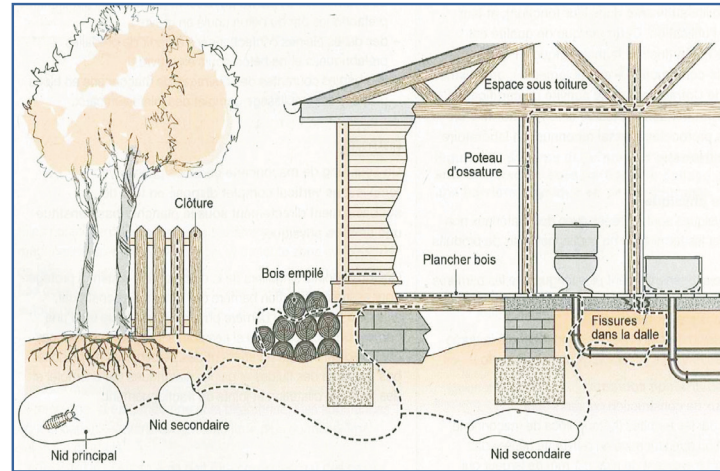 Espace sous toiture
Poteau
d'ossature
Clôture
Bois empilé
Plancher bois
Fissures
dans la dalle
Nid secondaire
Nid principal
Nid secondaire